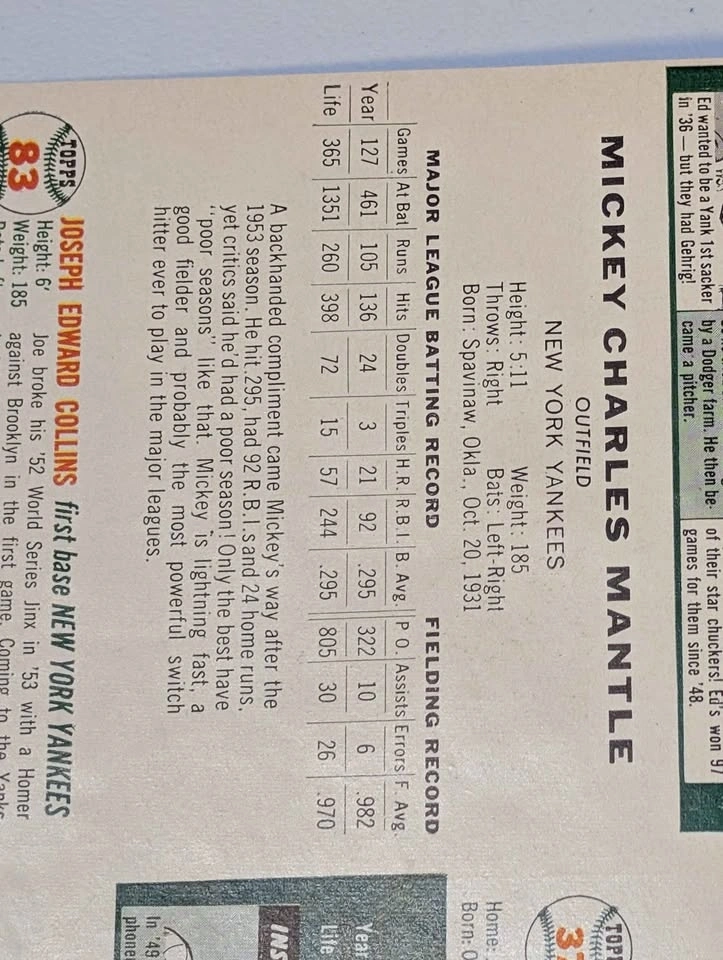 Ed wanted to be a Yank 1st sacker
in '36 — but they had Gehrig!
by a Dodger farm. He then be-
came a pitcher.
of their star chuckers! Ed's won 97
games for them since '48.
MICKEY CHARLES MANTLE
OUTFIELD
NEW YORK YANKEES
Height: 5:11 Weight: 185
Throws: Right Bats: Left-Right
Born: Spavinaw, Okla., Oct. 20, 1931
MAJOR LEAGUE BATTING RECORD FIELDING RECORD
Games At Bat Runs Hits Doubles Triples H.R. R.B.I. B. Avg. P O. Assists Errors F. Avg.
Year 127 461 105 136 24 3 21 92 .295 322 10 6 .982
Life 365 1351 260 398 72 15 57 244 .295 805 30 26 .970
A backhanded compliment came Mickey's way after the
1953 season. He hit .295, had 92 R.B.I.s and 24 home runs,
yet critics said he'd had a poor season! Only the best have
"poor seasons" like that. Mickey is lightning fast, a
good fielder and probably the most powerful switch
hitter ever to play in the major leagues.
TOPPS
83
JOSEPH EDWARD COLLINS first base NEW YORK YANKEES
Height: 6' Joe broke his '52 World Series Jinx in '53 with a Homer
Weight: 185 against Brooklyn in the first game. Coming to the Yanks
Home:
Born:
Year
Life
In '49